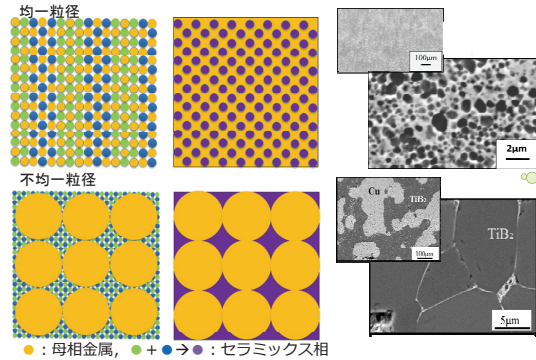 均一粒径
100μm
2μm
不均一粒径
Cu
TiB₂
100μm
TiB₂
5μm
：母相金属, ＋ → ：セラミックス相